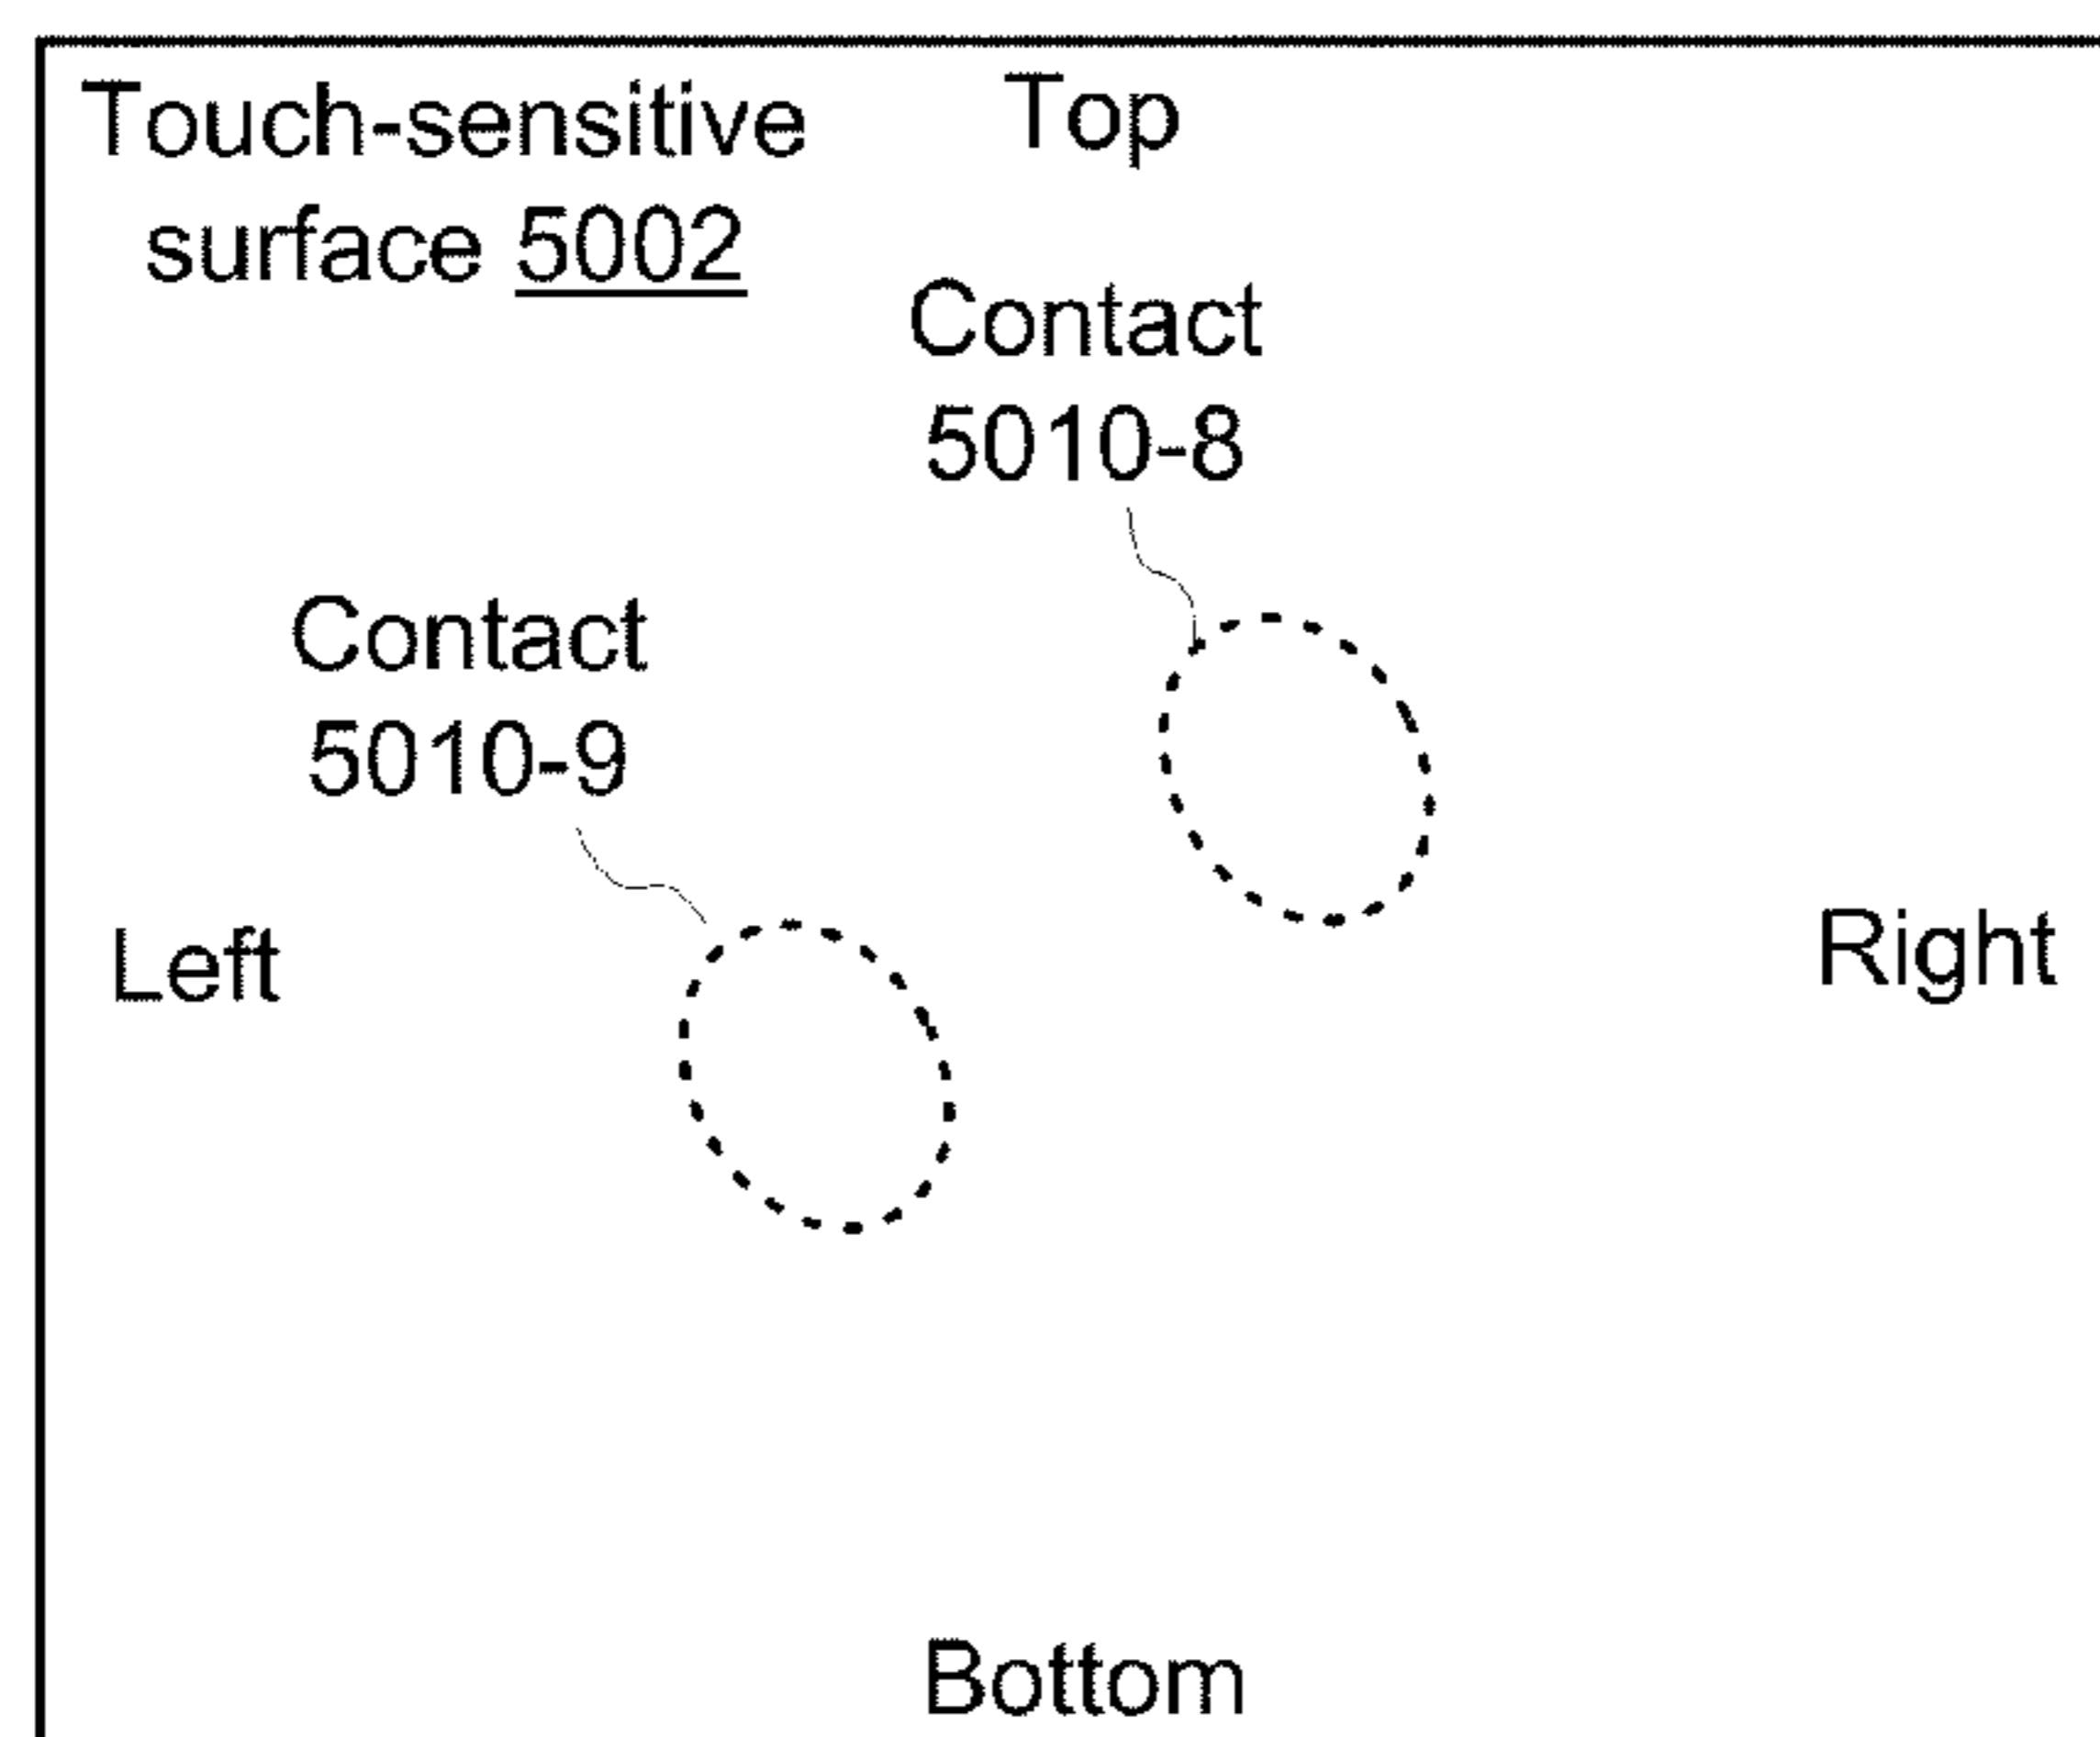 Touch-sensitive
surface 5002
Top
Contact
5010-8
Contact
5010-9
Left
Right
Bottom